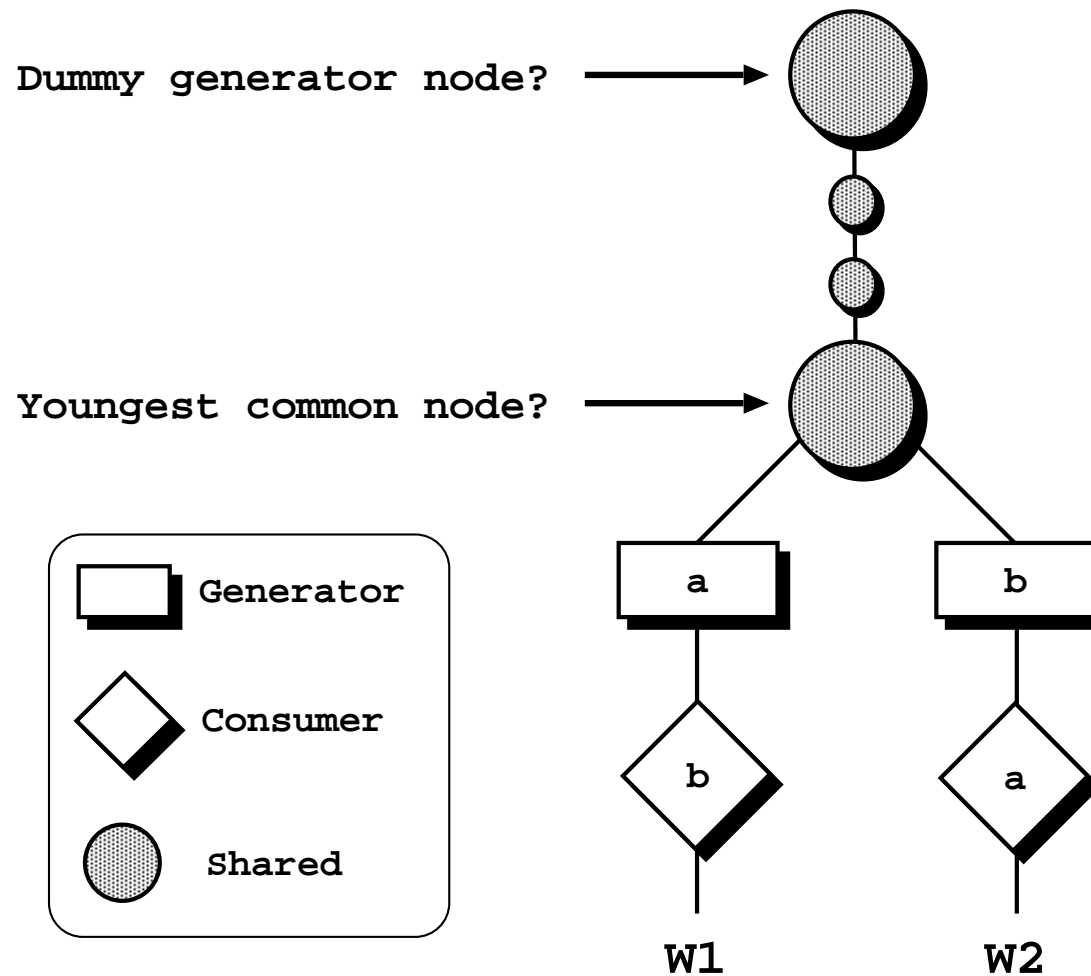 Dummy generator node?
Youngest common node?
a
b
Generator
Consumer
b
a
Shared
W1
W2